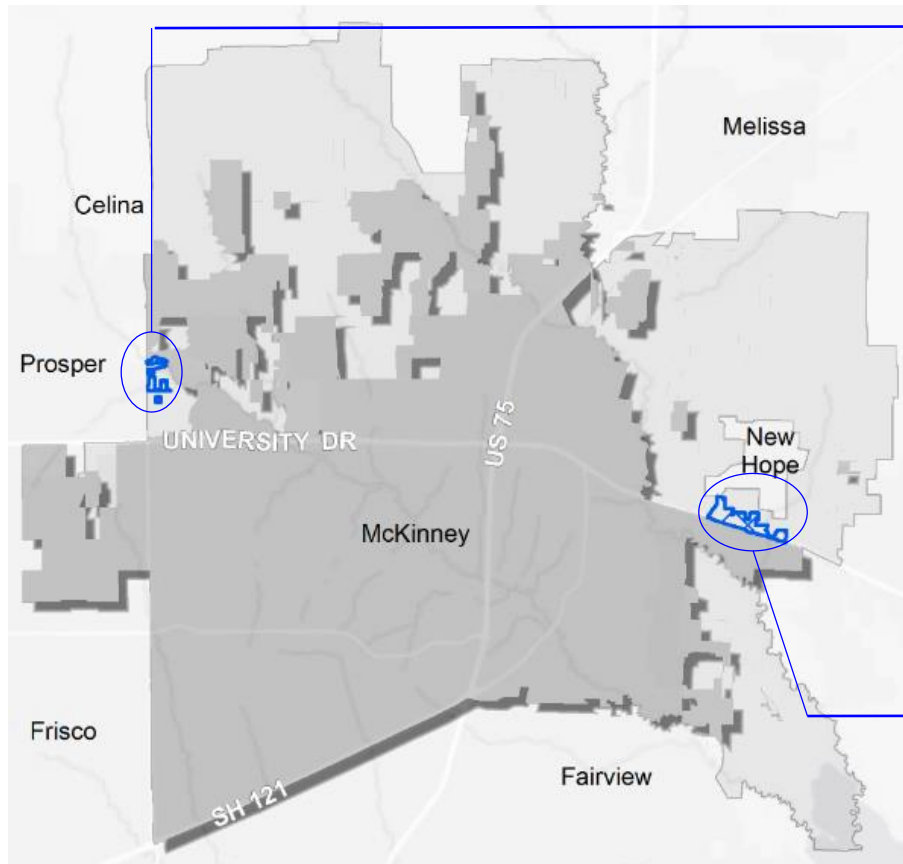 Melissa
Celina
Prosper
UNIVERSITY DR
US 75
New
Hope
McKinney
Frisco
SH 121
Fairview